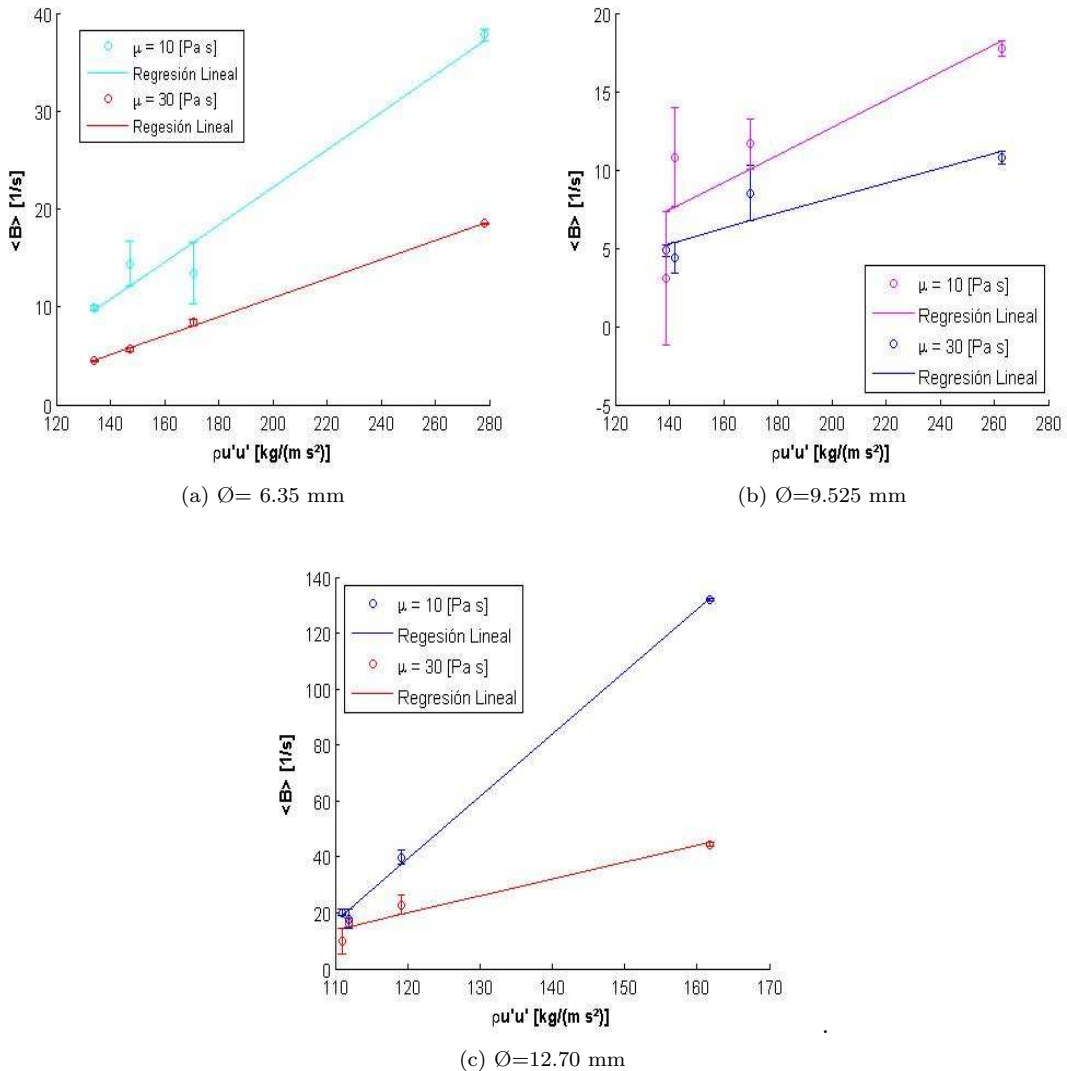 40
30
20
10
0
120 140 160 180 200 220 240 260 280
<B> [1/s]
ρu'u' [kg/(m s²)]
μ = 10 [Pa s]
Regresión Lineal
μ = 30 [Pa s]
Regesión Lineal
(a) Ø= 6.35 mm
20
15
10
5
0
-5
120 140 160 180 200 220 240 260 280
<B> [1/s]
ρu'u' [kg/(m s²)]
μ = 10 [Pa s]
Regresión Lineal
μ = 30 [Pa s]
Regresión Lineal
(b) Ø=9.525 mm
140
120
100
80
60
40
20
0
110 120 130 140 150 160 170
<B> [1/s]
ρu'u' [kg/(m s²)]
μ = 10 [Pa s]
Regesión Lineal
μ = 30 [Pa s]
Regresión Lineal
.
(c) Ø=12.70 mm